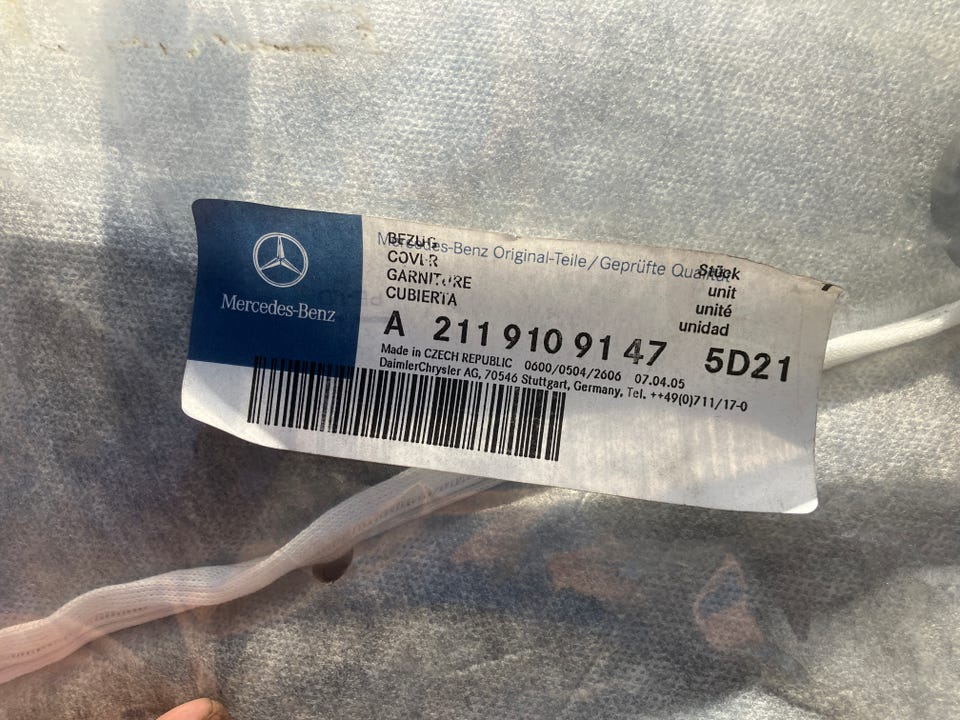 Mercedes-Benz
Mercedes-Benz Original-Teile/Geprüfte Qualität
BEZUG
COVER
GARNITURE
CUBIERTA
Stück
unit
unité
unidad
A 211 910 91 47 5D21
Made in CZECH REPUBLIC 0600/0504/2606 07.04.05
DaimlerChrysler AG, 70546 Stuttgart, Germany, Tel. ++49(0)711/17-0